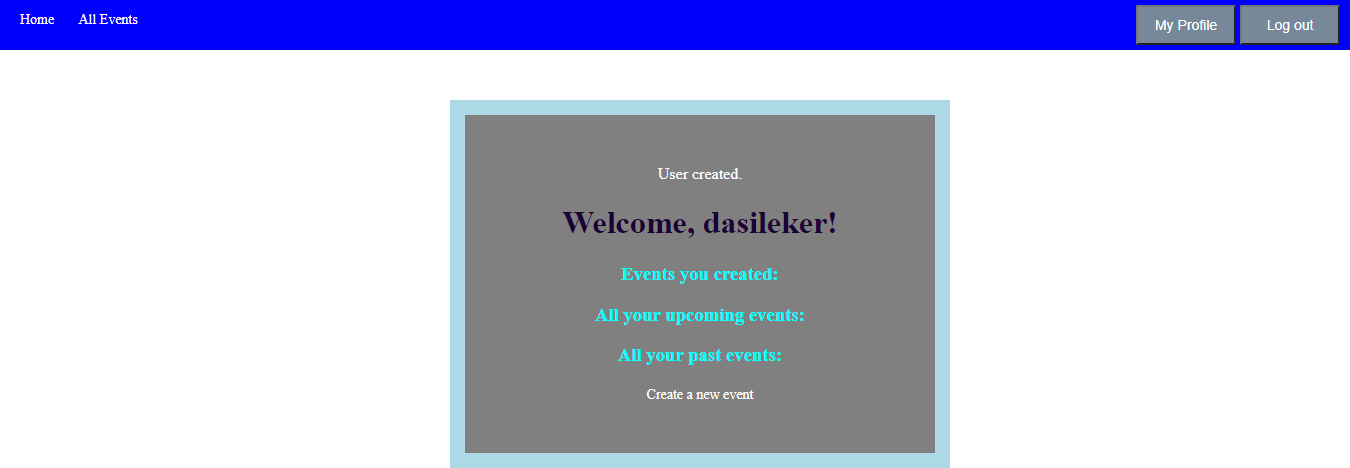 Home All Events My Profile Log out
User created.
Welcome, dasileker!
Events you created:
All your upcoming events:
All your past events:
Create a new event